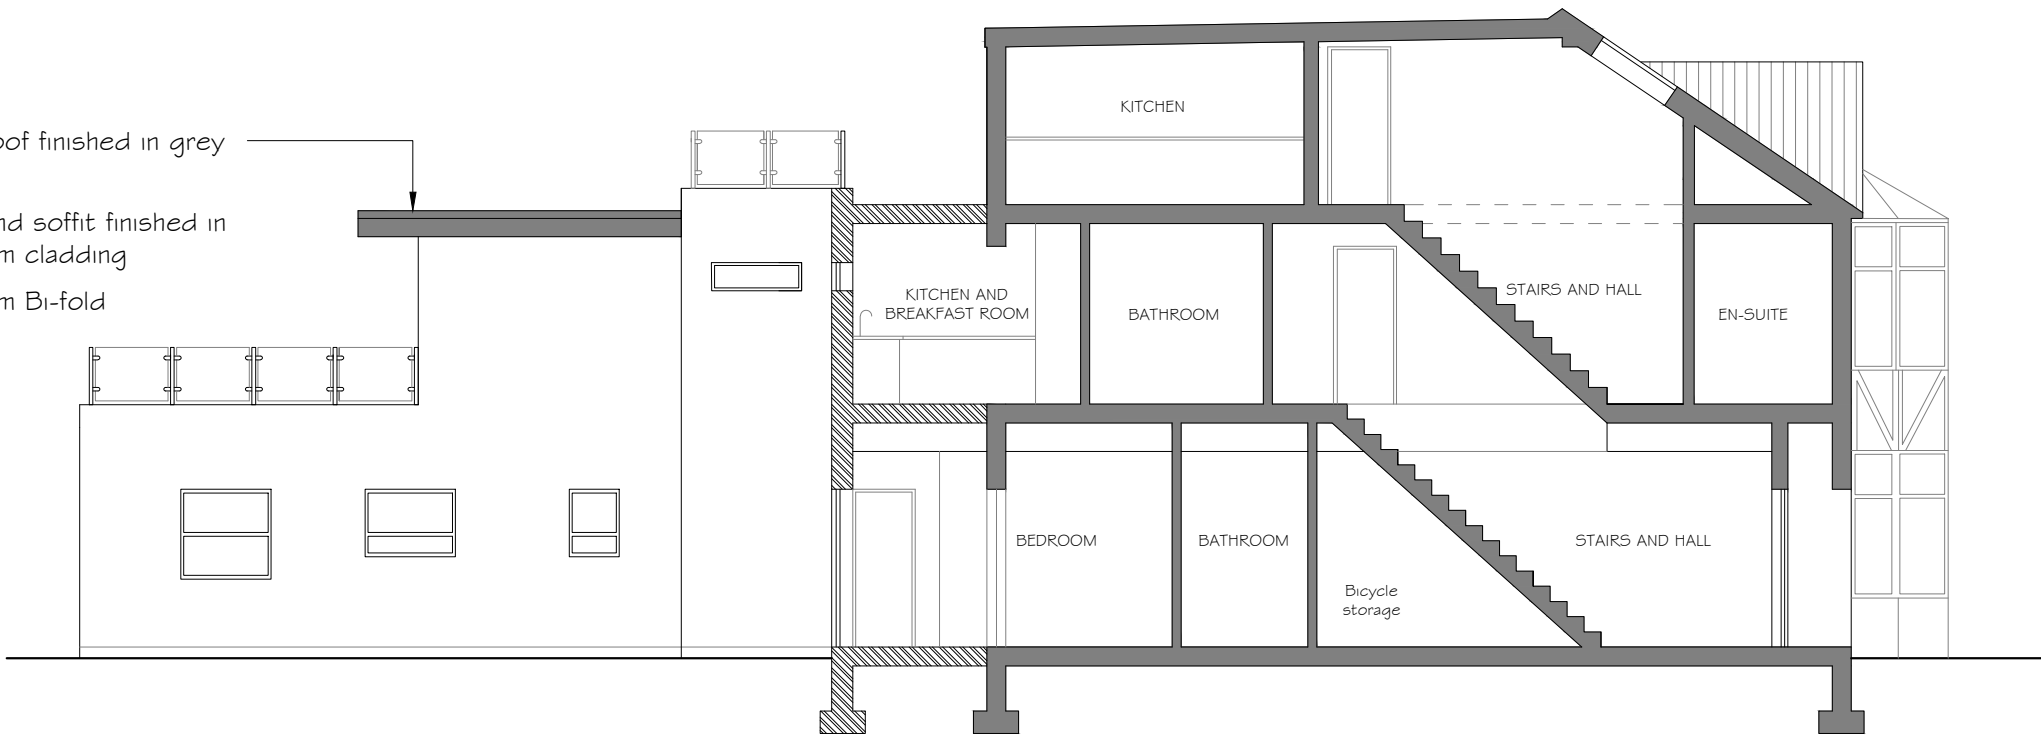 oof finished in grey
nd soffit finished in
m cladding
m Bi-fold
KITCHEN
KITCHEN AND
BREAKFAST ROOM
BATHROOM
STAIRS AND HALL
EN-SUITE
BEDROOM
BATHROOM
STAIRS AND HALL
Bicycle
storage